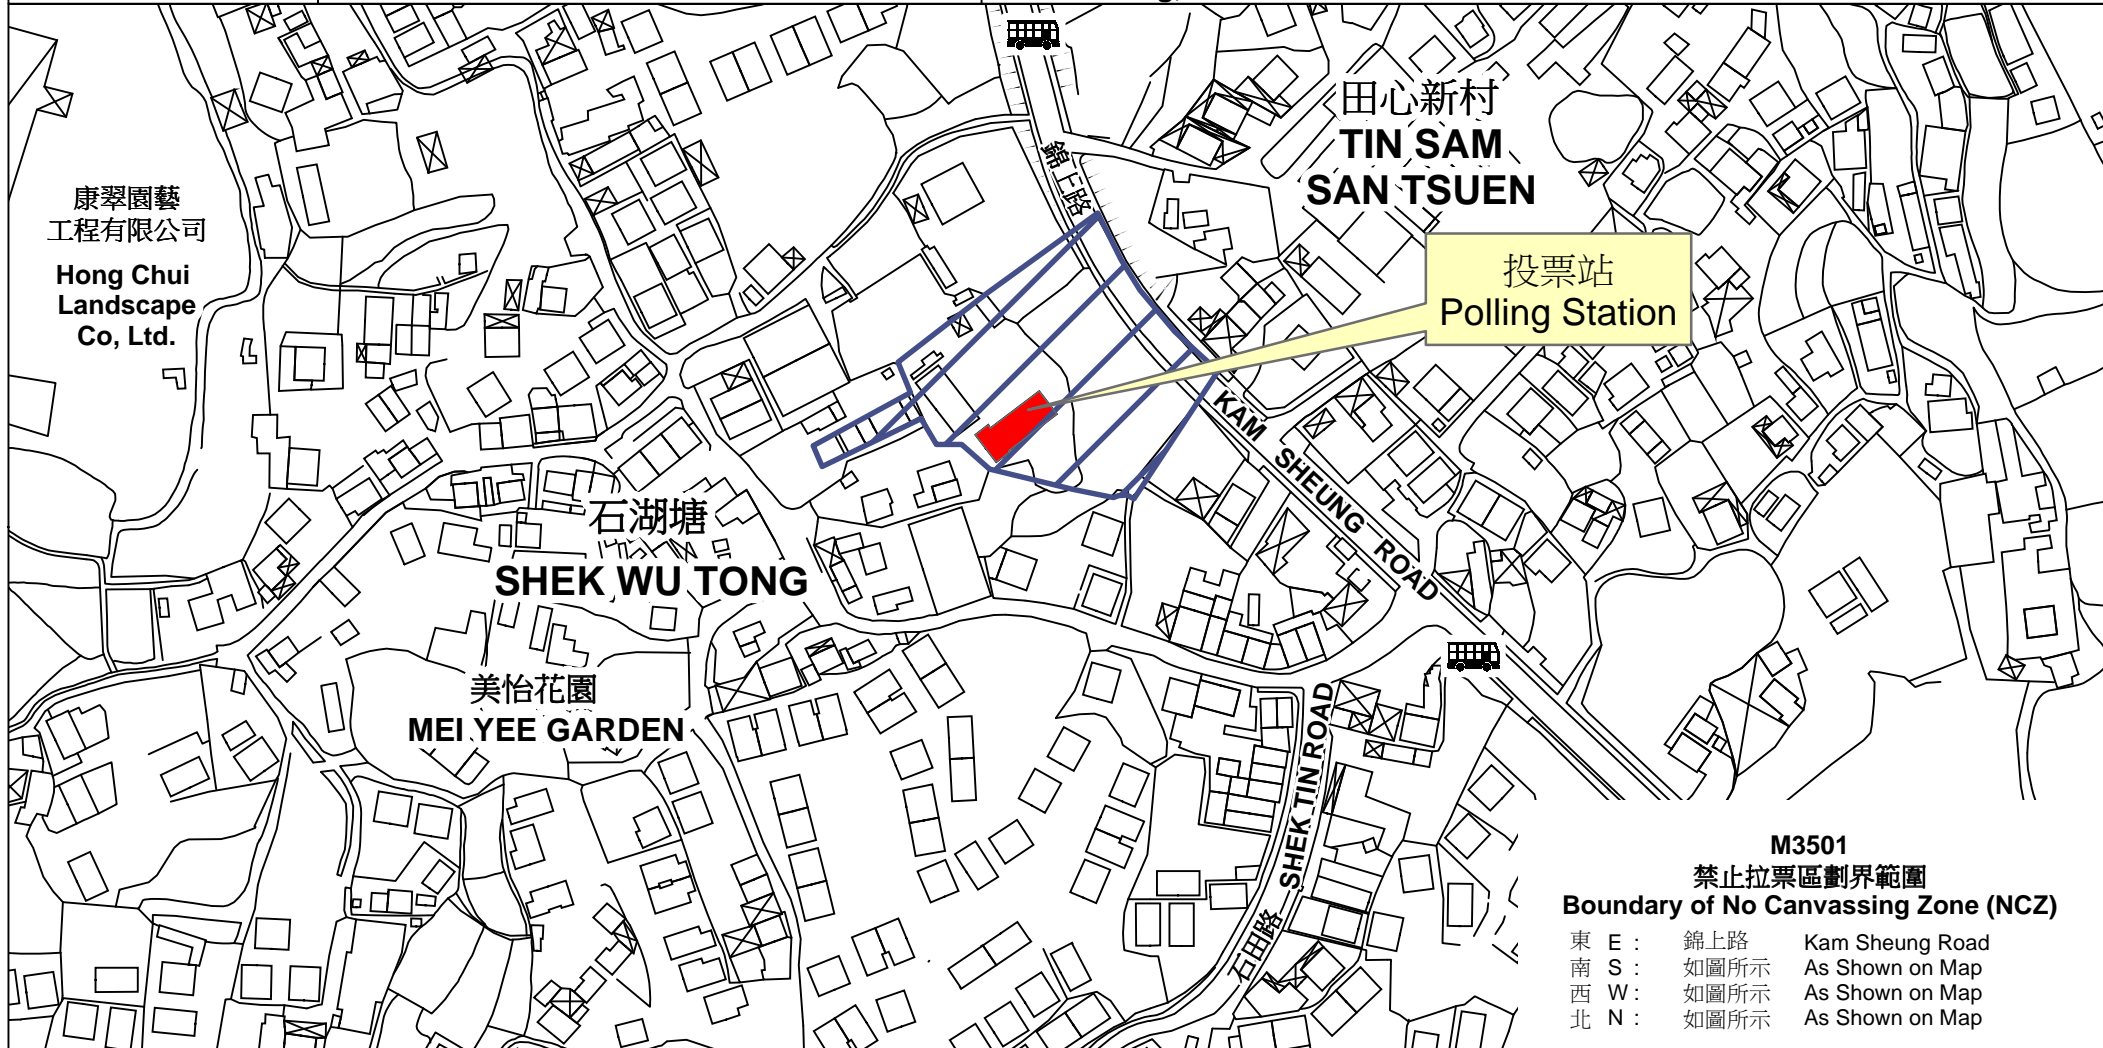 田心新村
TIN SAM
SAN TSUEN
錦上路
康翠園藝
工程有限公司
Hong Chui
Landscape
Co, Ltd.
投票站
Polling Station
KAM SHEUNG ROAD
石湖塘
SHEK WU TONG
美怡花園
MEI YEE GARDEN
SHEK TIN ROAD
石田路
M3501
禁止拉票區劃界範圍
Boundary of No Canvassing Zone (NCZ)
東 E : 錦上路 Kam Sheung Road
南 S : 如圖所示 As Shown on Map
西 W : 如圖所示 As Shown on Map
北 N : 如圖所示 As Shown on Map